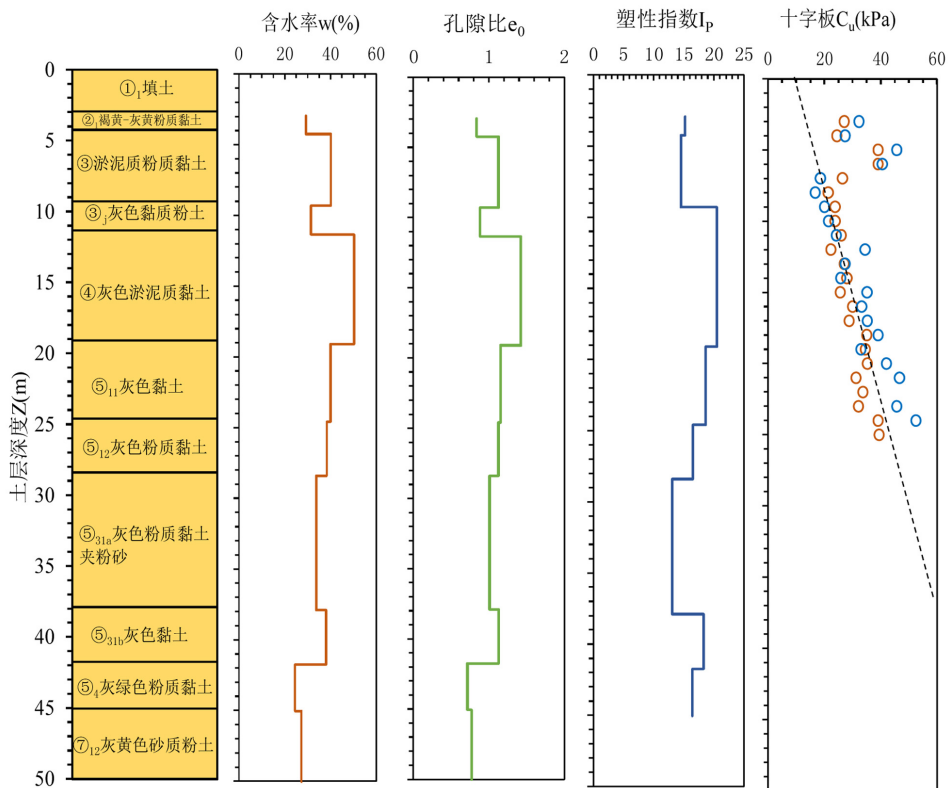 含水率w(%)
孔隙比e₀
塑性指数I_P
十字板C_u(kPa)
0 20 40 60
0 1 2
0 5 10 15 20 25
0 20 40 60
土层深度Z(m)
0
5
10
15
20
25
30
35
40
45
50
①₁填土
②₁褐黄-灰黄粉质黏土
③淤泥质粉质黏土
③ⱼ灰色黏质粉土
④灰色淤泥质黏土
⑤₁₁灰色黏土
⑤₁₂灰色粉质黏土
⑤₃₁ₐ灰色粉质黏土
夹粉砂
⑤₃₁b灰色黏土
⑤₄灰绿色粉质黏土
⑦₁₂灰黄色砂质粉土